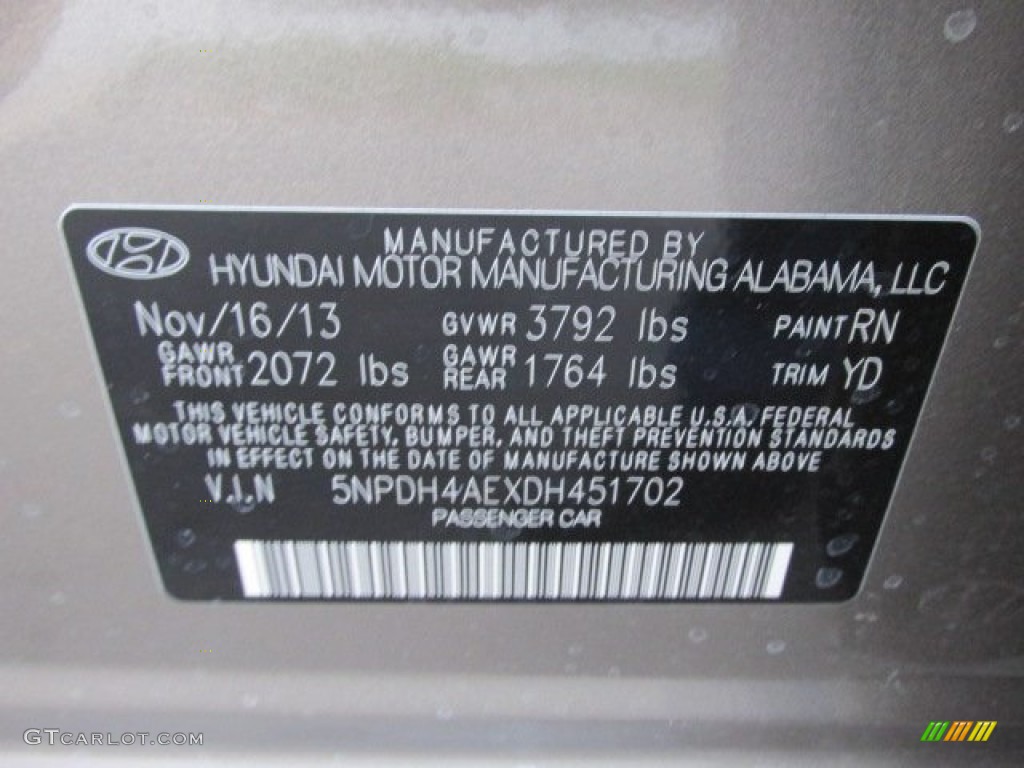 MANUFACTURED BY
HYUNDAI MOTOR MANUFACTURING ALABAMA, LLC
Nov/16/13 GVWR 3792 lbs PAINT RN
GAWR FRONT 2072 lbs GAWR REAR 1764 lbs TRIM YD
THIS VEHICLE CONFORMS TO ALL APPLICABLE U.S.A. FEDERAL
MOTOR VEHICLE SAFETY, BUMPER, AND THEFT PREVENTION STANDARDS
IN EFFECT ON THE DATE OF MANUFACTURE SHOWN ABOVE
V.I.N 5NPDH4AEXDH451702
PASSENGER CAR
GTCARLOT.COM